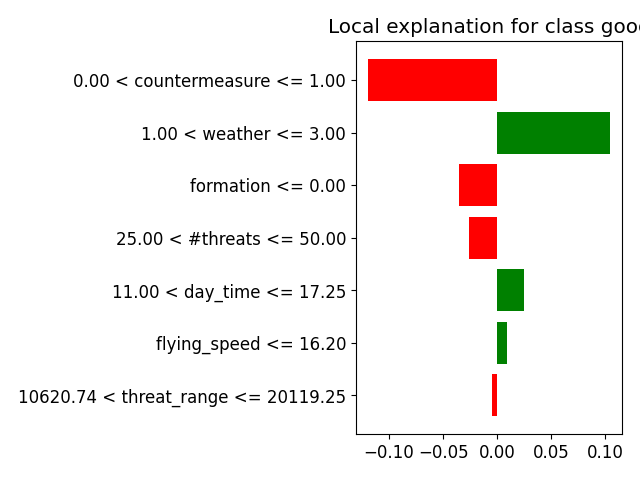 Local explanation for class good
0.00 < countermeasure <= 1.00
1.00 < weather <= 3.00
formation <= 0.00
25.00 < #threats <= 50.00
11.00 < day_time <= 17.25
flying_speed <= 16.20
10620.74 < threat_range <= 20119.25
−0.10 −0.05 0.00 0.05 0.10